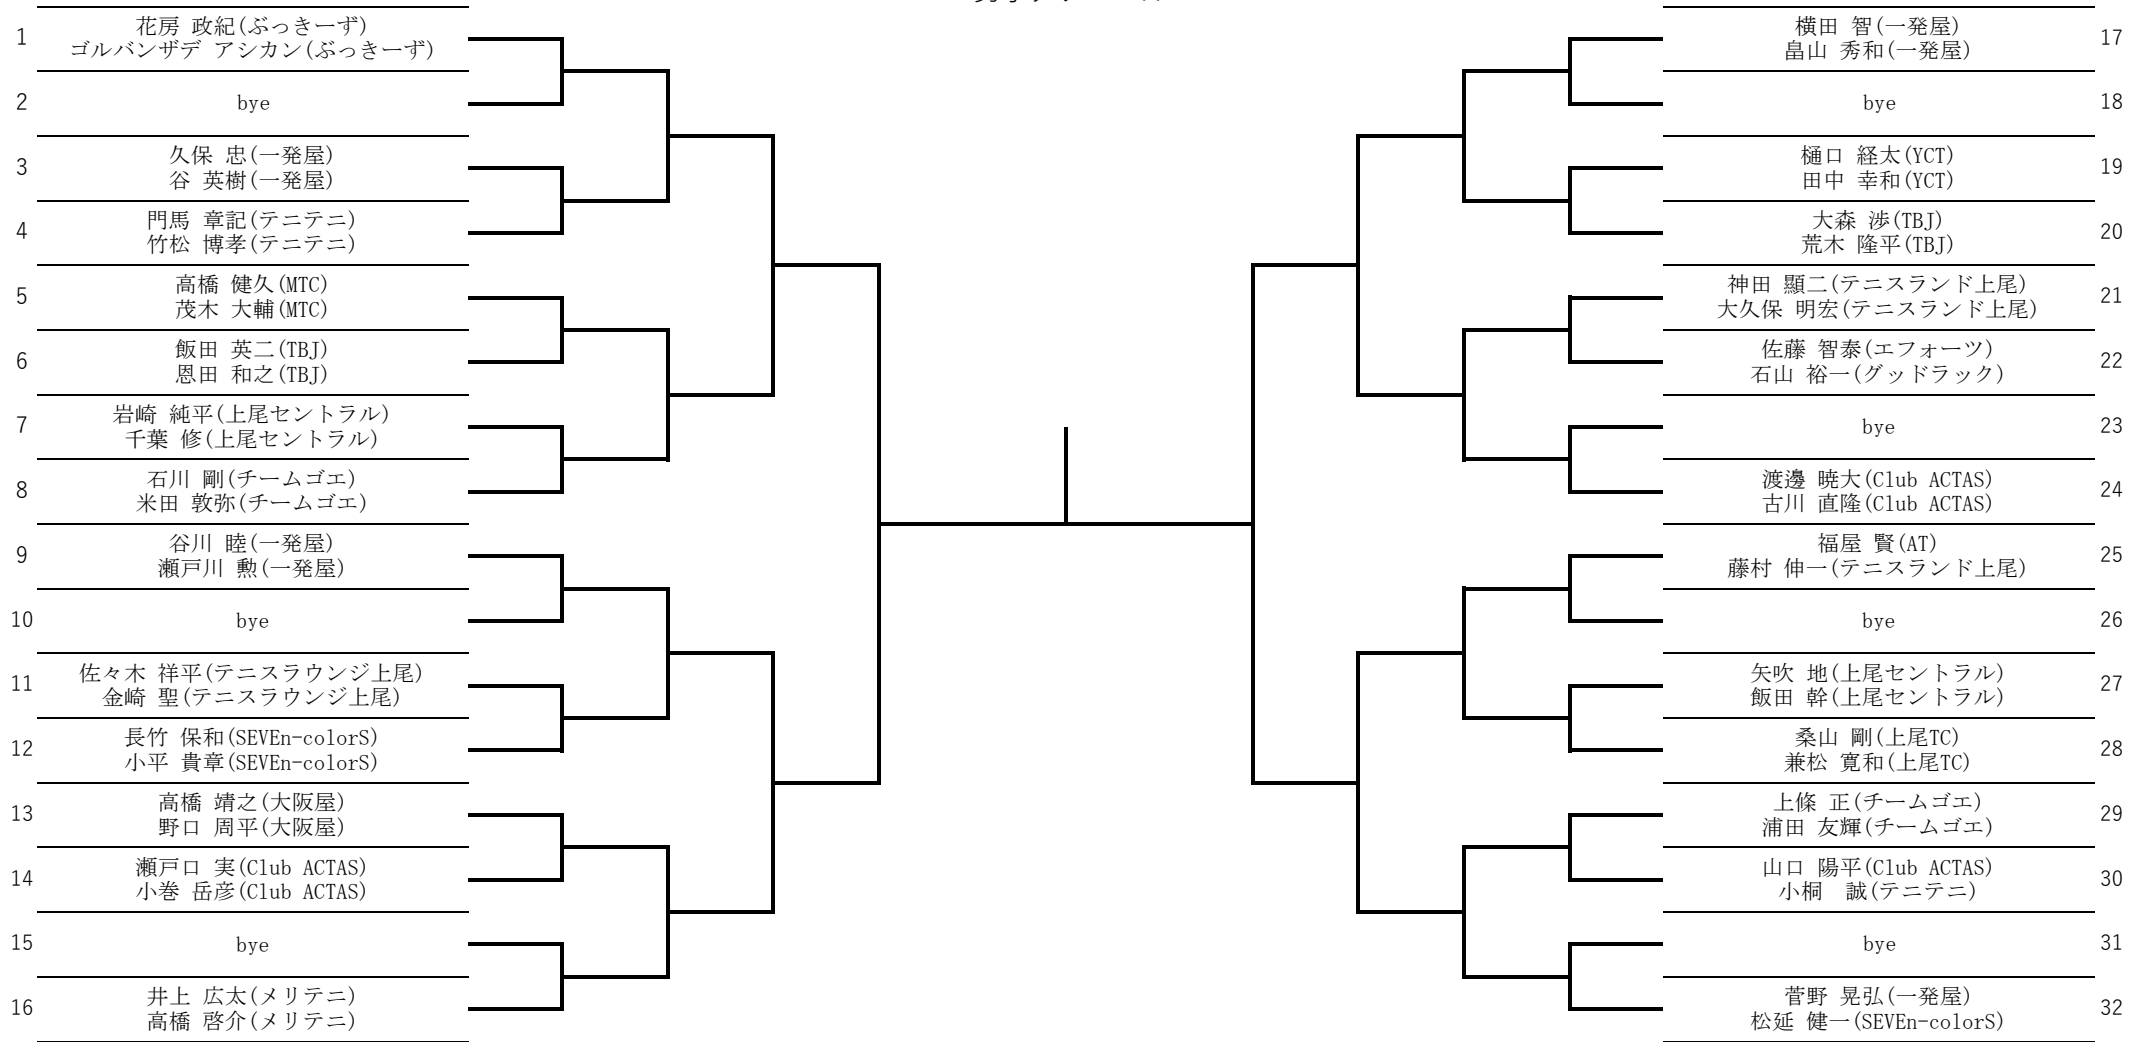 1
花房 政紀(ぶっきーず)
ゴルバンザデ アシカン(ぶっきーず)
2
bye
3
久保 忠(一発屋)
谷 英樹(一発屋)
4
門馬 章記(テニテニ)
竹松 博孝(テニテニ)
5
高橋 健久(MTC)
茂木 大輔(MTC)
6
飯田 英二(TBJ)
恩田 和之(TBJ)
7
岩崎 純平(上尾セントラル)
千葉 修(上尾セントラル)
8
石川 剛(チームゴエ)
米田 敦弥(チームゴエ)
9
谷川 睦(一発屋)
瀬戸川 勲(一発屋)
10
bye
11
佐々木 祥平(テニスラウンジ上尾)
金崎 聖(テニスラウンジ上尾)
12
長竹 保和(SEVEn-colorS)
小平 貴章(SEVEn-colorS)
13
高橋 靖之(大阪屋)
野口 周平(大阪屋)
14
瀬戸口 実(Club ACTAS)
小巻 岳彦(Club ACTAS)
15
bye
16
井上 広太(メリテニ)
高橋 啓介(メリテニ)
横田 智(一発屋)
畠山 秀和(一発屋)
17
bye
18
樋口 経太(YCT)
田中 幸和(YCT)
19
大森 渉(TBJ)
荒木 隆平(TBJ)
20
神田 顯二(テニスランド上尾)
大久保 明宏(テニスランド上尾)
21
佐藤 智泰(エフォーツ)
石山 裕一(グッドラック)
22
bye
23
渡邊 暁大(Club ACTAS)
古川 直隆(Club ACTAS)
24
福屋 賢(AT)
藤村 伸一(テニスランド上尾)
25
bye
26
矢吹 地(上尾セントラル)
飯田 幹(上尾セントラル)
27
桑山 剛(上尾TC)
兼松 寛和(上尾TC)
28
上條 正(チームゴエ)
浦田 友輝(チームゴエ)
29
山口 陽平(Club ACTAS)
小桐　誠(テニテニ)
30
bye
31
菅野 晃弘(一発屋)
松延 健一(SEVEn-colorS)
32